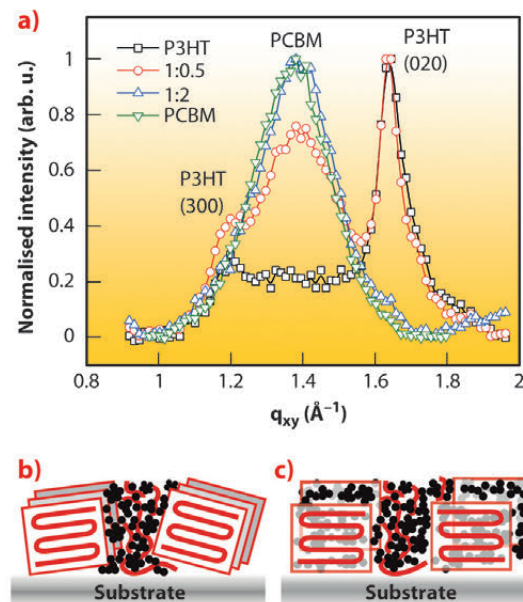 a)
P3HT
1:0.5
1:2
PCBM
PCBM
P3HT
(020)
P3HT
(300)
Normalised intensity (arb. u.)
1
0.8
0.6
0.4
0.2
0
0.8
1
1.2
1.4
1.6
1.8
2
qxy (Å⁻¹)
b)
Substrate
c)
Substrate